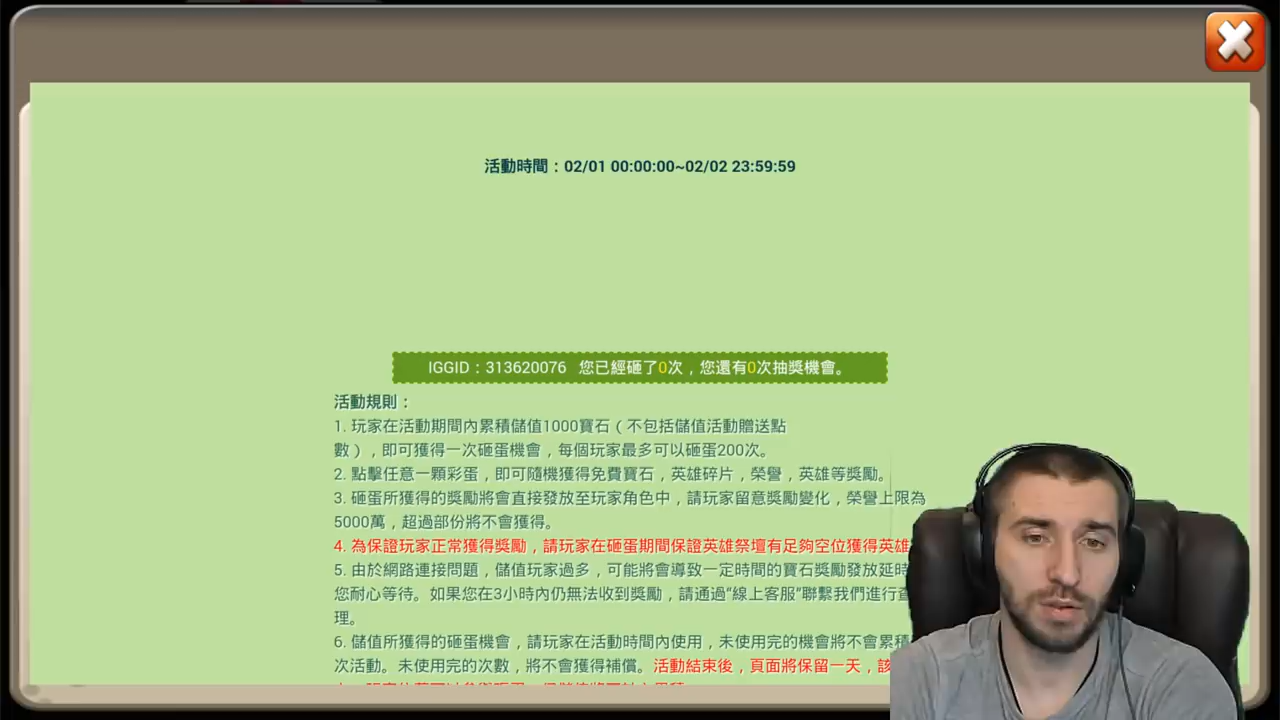 活動時間：02/01 00:00:00~02/02 23:59:59
IGGID：313620076 您已經砸了0次，您還有0次抽獎機會。
活動規則：
1. 玩家在活動期間內累積儲值1000寶石（不包括儲值活動贈送點
數），即可獲得一次砸蛋機會，每個玩家最多可以砸蛋200次。
2. 點擊任意一顆彩蛋，即可隨機獲得免費寶石，英雄碎片，榮譽，英雄等獎勵。
3. 砸蛋所獲得的獎勵將會直接發放至玩家角色中，請玩家留意獎勵變化，榮譽上限為
5000萬，超過部份將不會獲得。
4. 為保證玩家正常獲得獎勵，請玩家在砸蛋期間保證英雄祭壇有足夠空位獲得英雄
5. 由於網路連接問題，儲值玩家過多，可能將會導致一定時間的寶石獎勵發放延時
您耐心等待。如果您在3小時內仍無法收到獎勵，請通過“線上客服”聯繫我們進行查
理。
6. 儲值所獲得的砸蛋機會，請玩家在活動時間內使用，未使用完的機會將不會累積
次活動。未使用完的次數，將不會獲得補償。活動結束後，頁面將保留一天，該